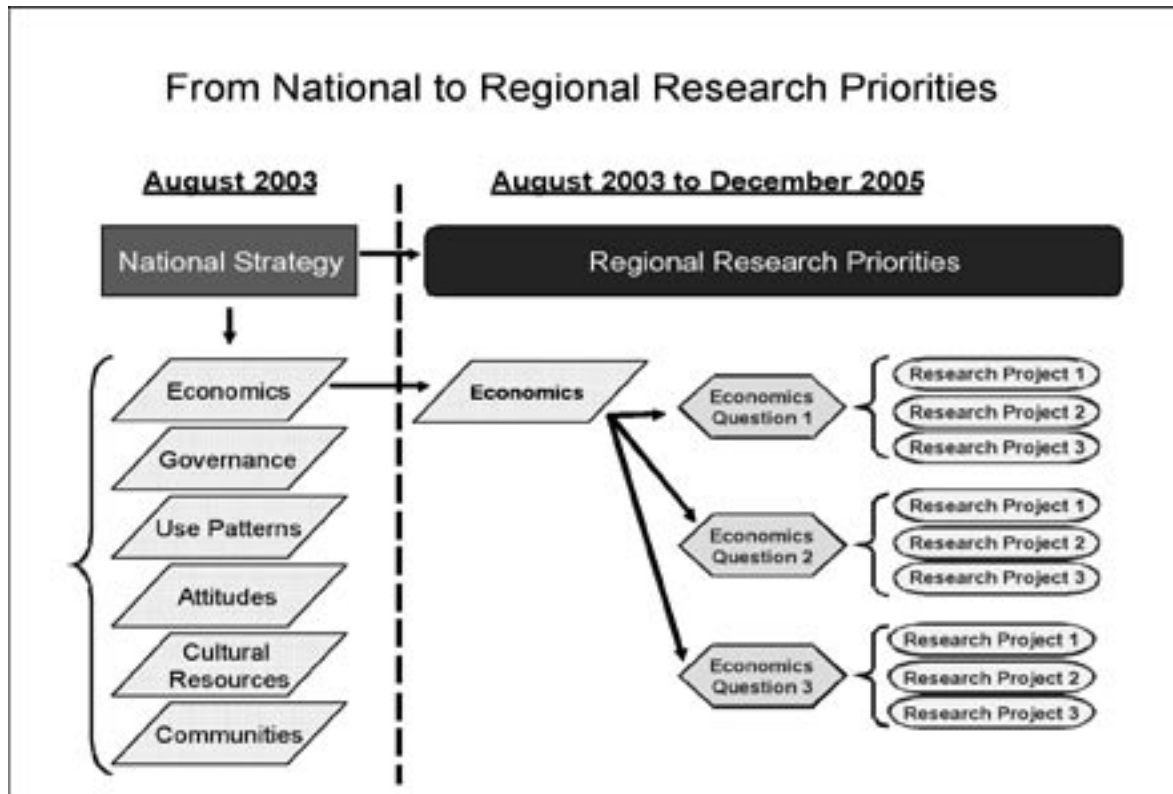 From National to Regional Research Priorities
August 2003
August 2003 to December 2005
National Strategy
Regional Research Priorities
Economics
Governance
Use Patterns
Attitudes
Cultural
Resources
Communities
Economics
Economics
Question 1
Research Project 1
Research Project 2
Research Project 3
Economics
Question 2
Research Project 1
Research Project 2
Research Project 3
Economics
Question 3
Research Project 1
Research Project 2
Research Project 3